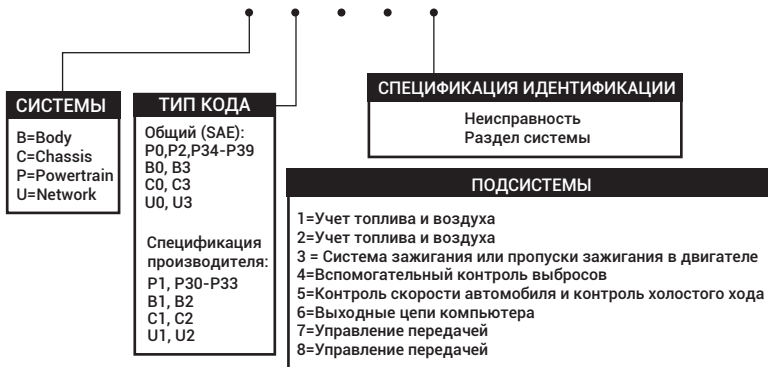 СИСТЕМЫ
B=Body
C=Chassis
P=Powertrain
U=Network
ТИП КОДА
Общий (SAE):
P0,P2,P34-P39
B0, B3
C0, C3
U0, U3
Спецификация
производителя:
P1, P30-P33
B1, B2
C1, C2
U1, U2
СПЕЦИФИКАЦИЯ ИДЕНТИФИКАЦИИ
Неисправность
Раздел системы
ПОДСИСТЕМЫ
1=Учет топлива и воздуха
2=Учет топлива и воздуха
3 = Система зажигания или пропуски зажигания в двигателе
4=Вспомогательный контроль выбросов
5=Контроль скорости автомобиля и контроль холостого хода
6=Выходные цепи компьютера
7=Управление передачей
8=Управление передачей